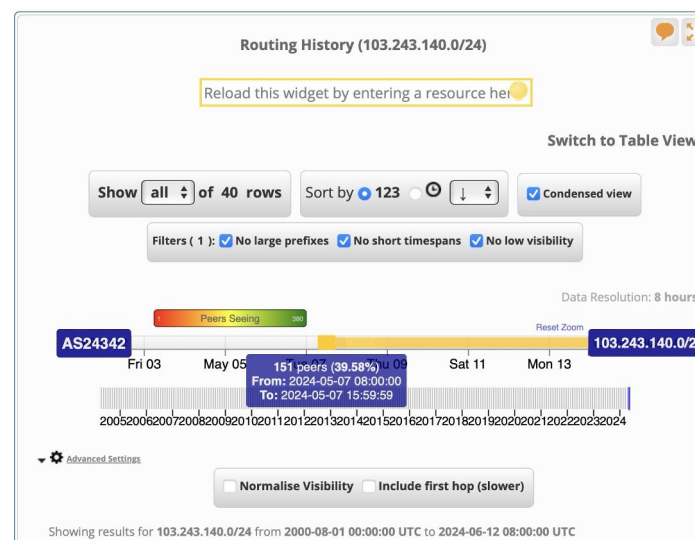 Routing History (103.243.140.0/24)
Reload this widget by entering a resource her
Switch to Table View
Show all of 40 rows
Sort by 123 ↓
Condensed view
Filters ( 1 ): No large prefixes No short timespans No low visibility
Data Resolution: 8 hours
1 Peers Seeing 380
Reset Zoom
AS24342
103.243.140.0/2
Fri 03 May 05 Tue 07 Thu 09 Sat 11 Mon 13
151 peers (39.58%)
From: 2024-05-07 08:00:00
To: 2024-05-07 15:59:59
2005 2006 2007 2008 2009 2010 2011 2012 2013 2014 2015 2016 2017 2018 2019 2020 2021 2022 2023 2024
Advanced Settings
Normalise Visibility Include first hop (slower)
Showing results for 103.243.140.0/24 from 2000-08-01 00:00:00 UTC to 2024-06-12 08:00:00 UTC